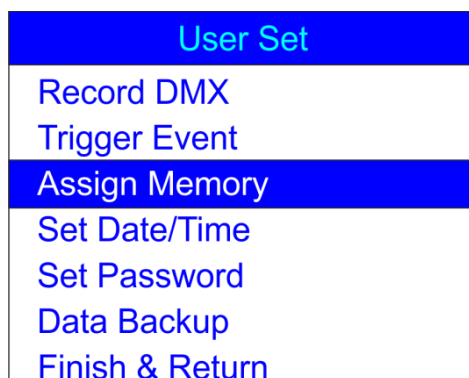 User Set
Record DMX
Trigger Event
Assign Memory
Set Date/Time
Set Password
Data Backup
Finish & Return